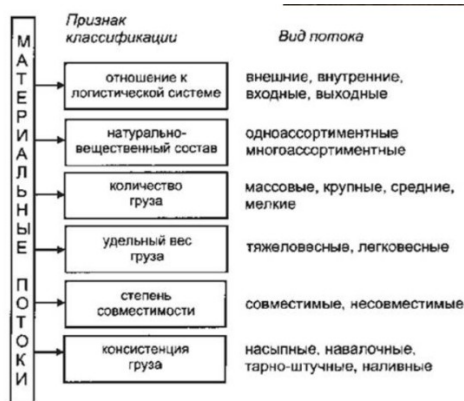 Признак
классификации
Вид потока
МАТЕРИАЛЬНЫЕ ПОТОКИ
отношение к
логистической системе
внешние, внутренние,
входные, выходные
натурально-
вещественный состав
одноассортиментные
многоассортиментные
количество
груза
массовые, крупные, средние,
мелкие
удельный вес
груза
тяжеловесные, легковесные
степень
совместимости
совместимые, несовместимые
консистенция
груза
насыпные, навалочные,
тарно-штучные, наливные